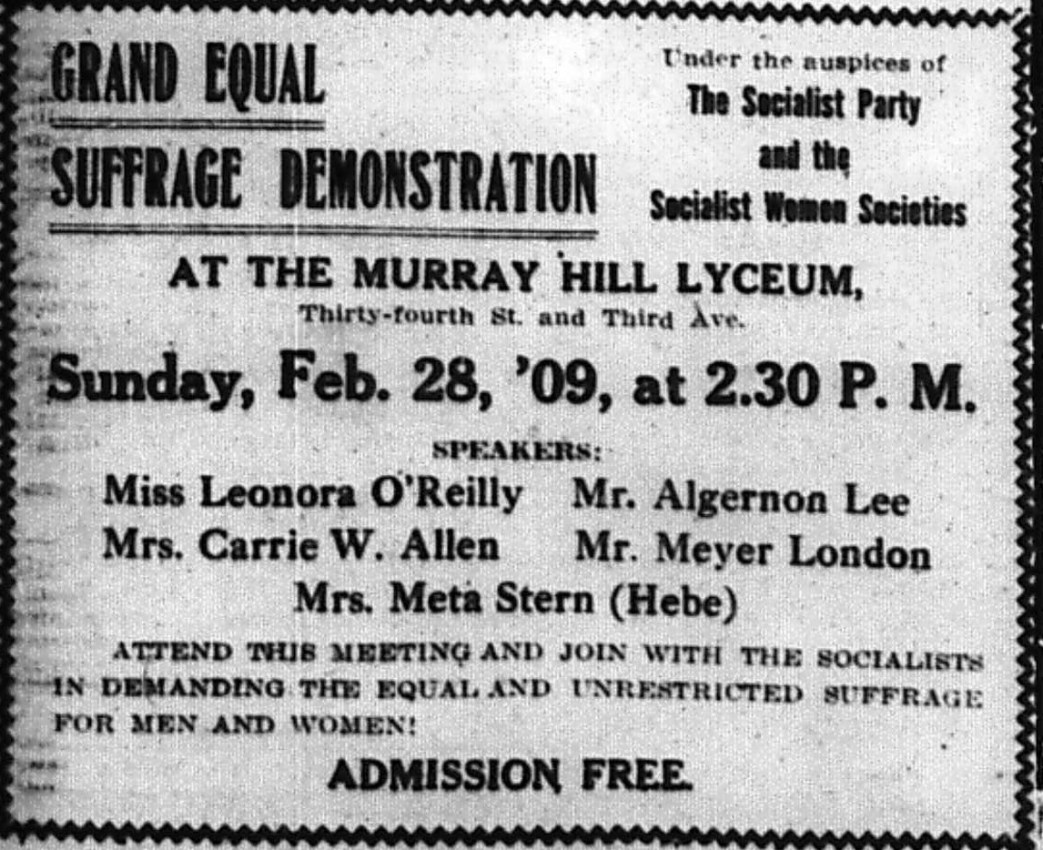 GRAND EQUAL
SUFFRAGE DEMONSTRATION
Under the auspices of
The Socialist Party
and the
Socialist Women Societies
AT THE MURRAY HILL LYCEUM,
Thirty-fourth St. and Third Ave.
Sunday, Feb. 28, '09, at 2.30 P. M.
SPEAKERS:
Miss Leonora O'Reilly Mr. Algernon Lee
Mrs. Carrie W. Allen Mr. Meyer London
Mrs. Meta Stern (Hebe)
ATTEND THIS MEETING AND JOIN WITH THE SOCIALISTS
IN DEMANDING THE EQUAL AND UNRESTRICTED SUFFRAGE
FOR MEN AND WOMEN!
ADMISSION FREE.